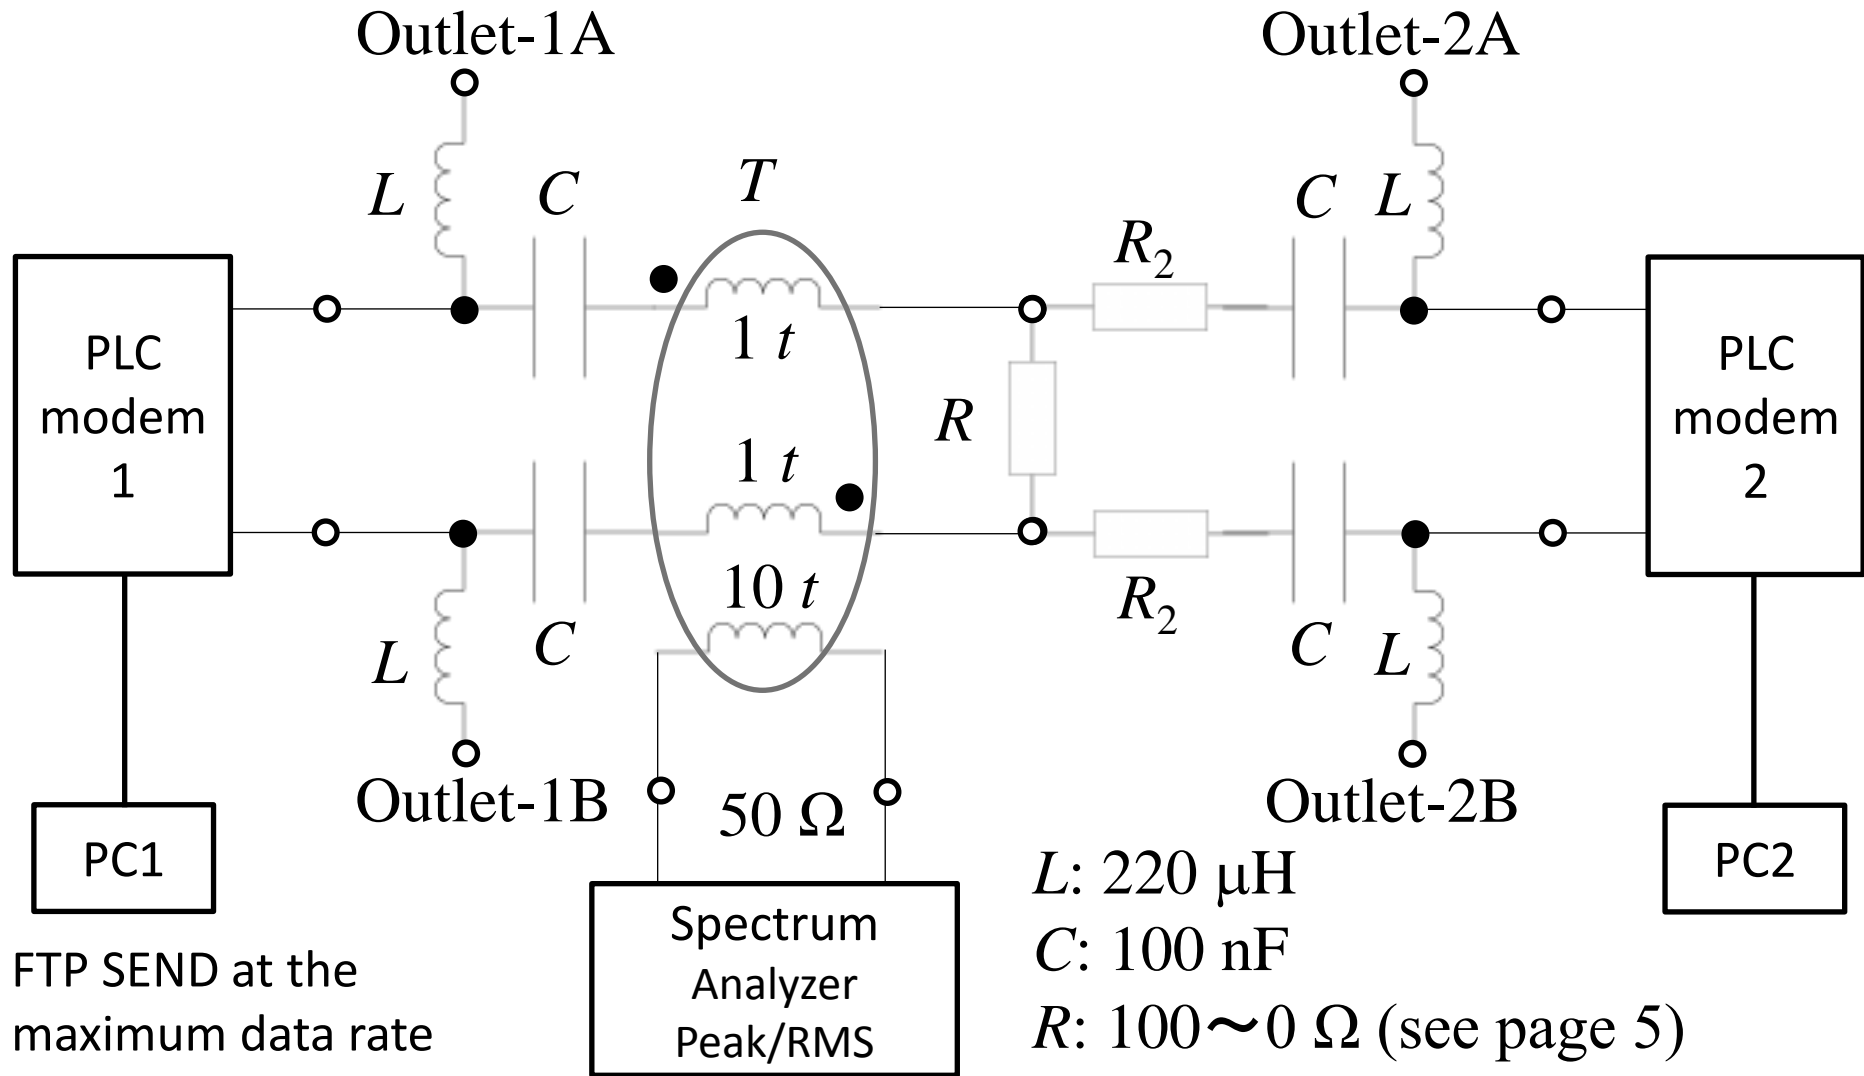 Outlet-1A
Outlet-2A
L
C
T
C
L
R₂
1 t
PLC
modem
1
R
PLC
modem
2
1 t
10 t
R₂
L
C
C
L
Outlet-1B
50 Ω
Outlet-2B
PC1
PC2
Spectrum
Analyzer
Peak/RMS
L: 220 μH
C: 100 nF
R: 100~0 Ω (see page 5)
FTP SEND at the
maximum data rate